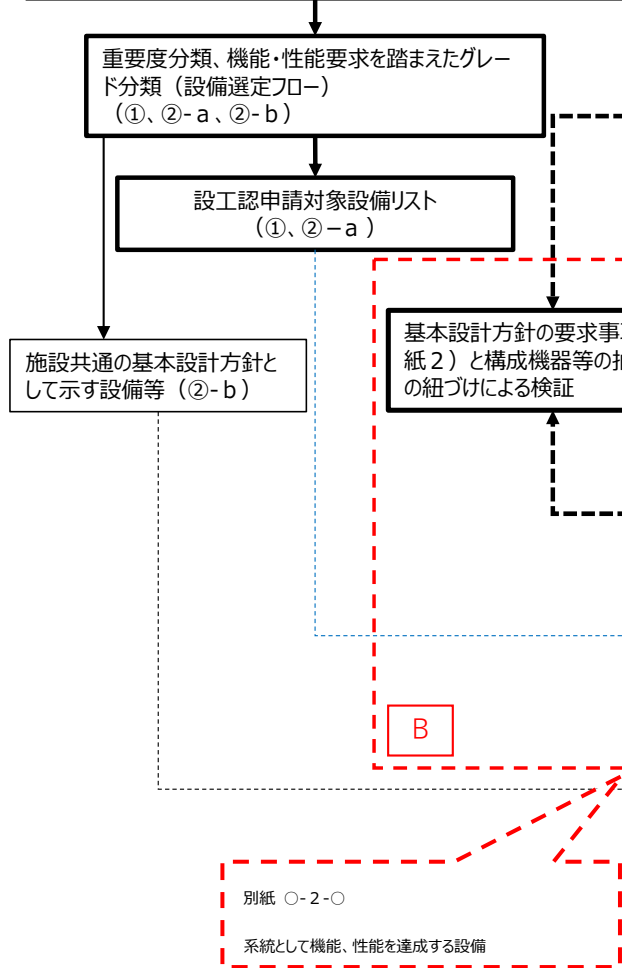 重要度分類、機能・性能要求を踏まえたグレー
ド分類（設備選定フロー）
（①、②-ａ、②-ｂ）
設工認申請対象設備リスト
（①、②－ａ）
基本設計方針の要求事
紙２）と構成機器等の抽
の紐づけによる検証
施設共通の基本設計方針と
して示す設備等（②-ｂ）
B
別紙 ○-２-○
系統として機能、性能を達成する設備